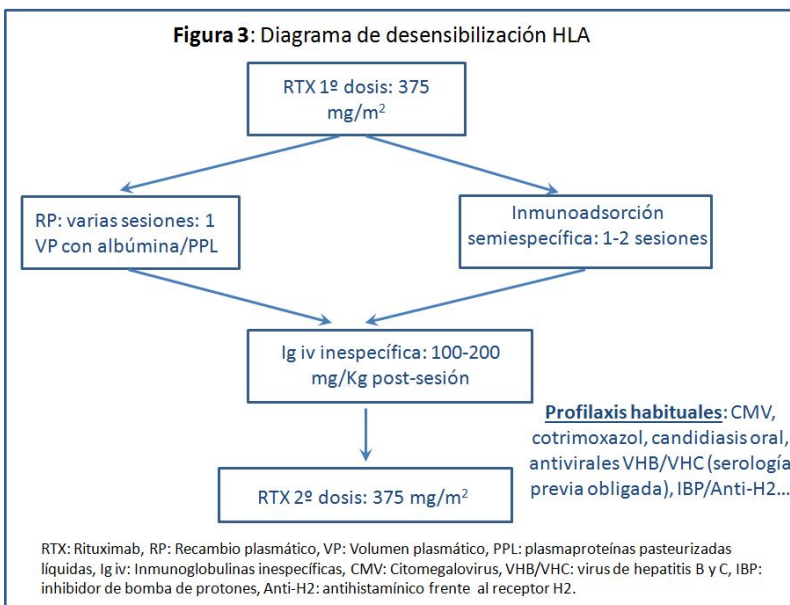 Figura 3: Diagrama de desensibilización HLA
RTX 1º dosis: 375
mg/m²
RP: varias sesiones: 1
VP con albúmina/PPL
Inmunoadsorción
semiespecífica: 1-2 sesiones
Ig iv inespecífica: 100-200
mg/Kg post-sesión
Profilaxis habituales: CMV,
cotrimoxazol, candidiasis oral,
antivirales VHB/VHC (serología
previa obligada), IBP/Anti-H2...
RTX 2º dosis: 375 mg/m²
RTX: Rituximab, RP: Recambio plasmático, VP: Volumen plasmático, PPL: plasmaproteínas pasteurizadas
líquidas, Ig iv: Inmunoglobulinas inespecíficas, CMV: Citomegalovirus, VHB/VHC: virus de hepatitis B y C, IBP:
inhibidor de bomba de protones, Anti-H2: antihistamínico frente al receptor H2.